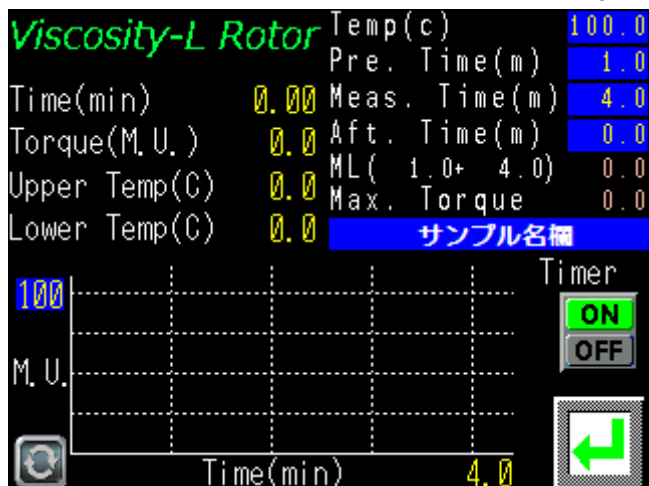 Viscosity-L Rotor
Time(min) 0.00
Torque(M.U.) 0.0
Upper Temp(C) 0.0
Lower Temp(C) 0.0
Temp(c) 100.0
Pre. Time(m) 1.0
Meas. Time(m) 4.0
Aft. Time(m) 0.0
ML( 1.0+ 4.0) 0.0
Max. Torque 0.0
サンプル名欄
100
M.U.
Time(min) 4.0
Timer
ON
OFF